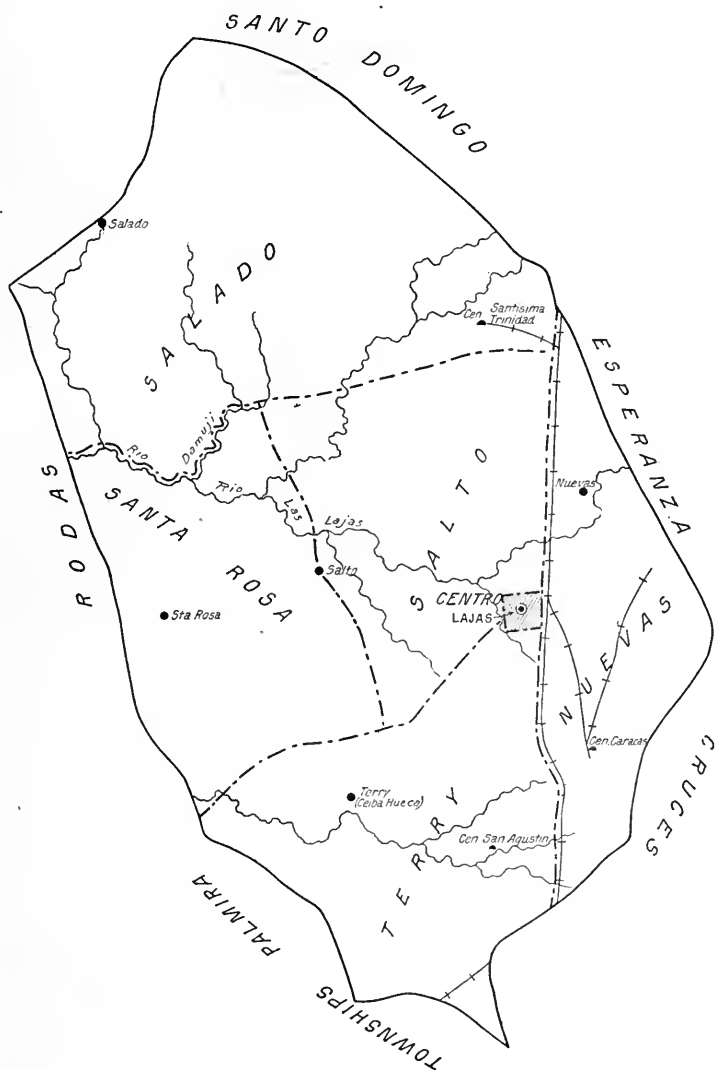 SANTO DOMINGO
Salado
SALADO
Cen. Santisima
Trinidad
ESPERANZA
Rio Damuji
RODAS
SANTA ROSA
Rio Las Lajas
SALTO
Nuevas
Salto
CENTRO
LAJAS
Sta Rosa
NUEVAS
Cen. Caracas
CRUCES
Terry
(Ceiba Hueca)
TERRY
Cen San Agustin
PALMIRA
TOWNSHIPS